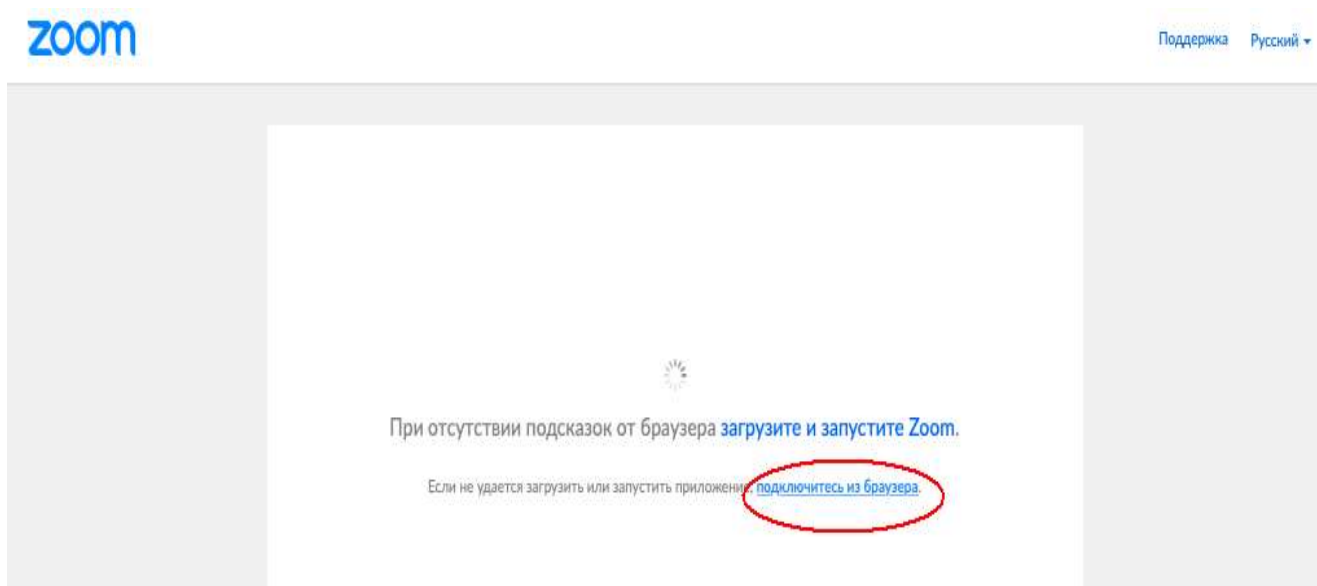 zoom
Поддержка Русский
При отсутствии подсказок от браузера загрузите и запустите Zoom.
Если не удается загрузить или запустить приложение, подключитесь из браузера.